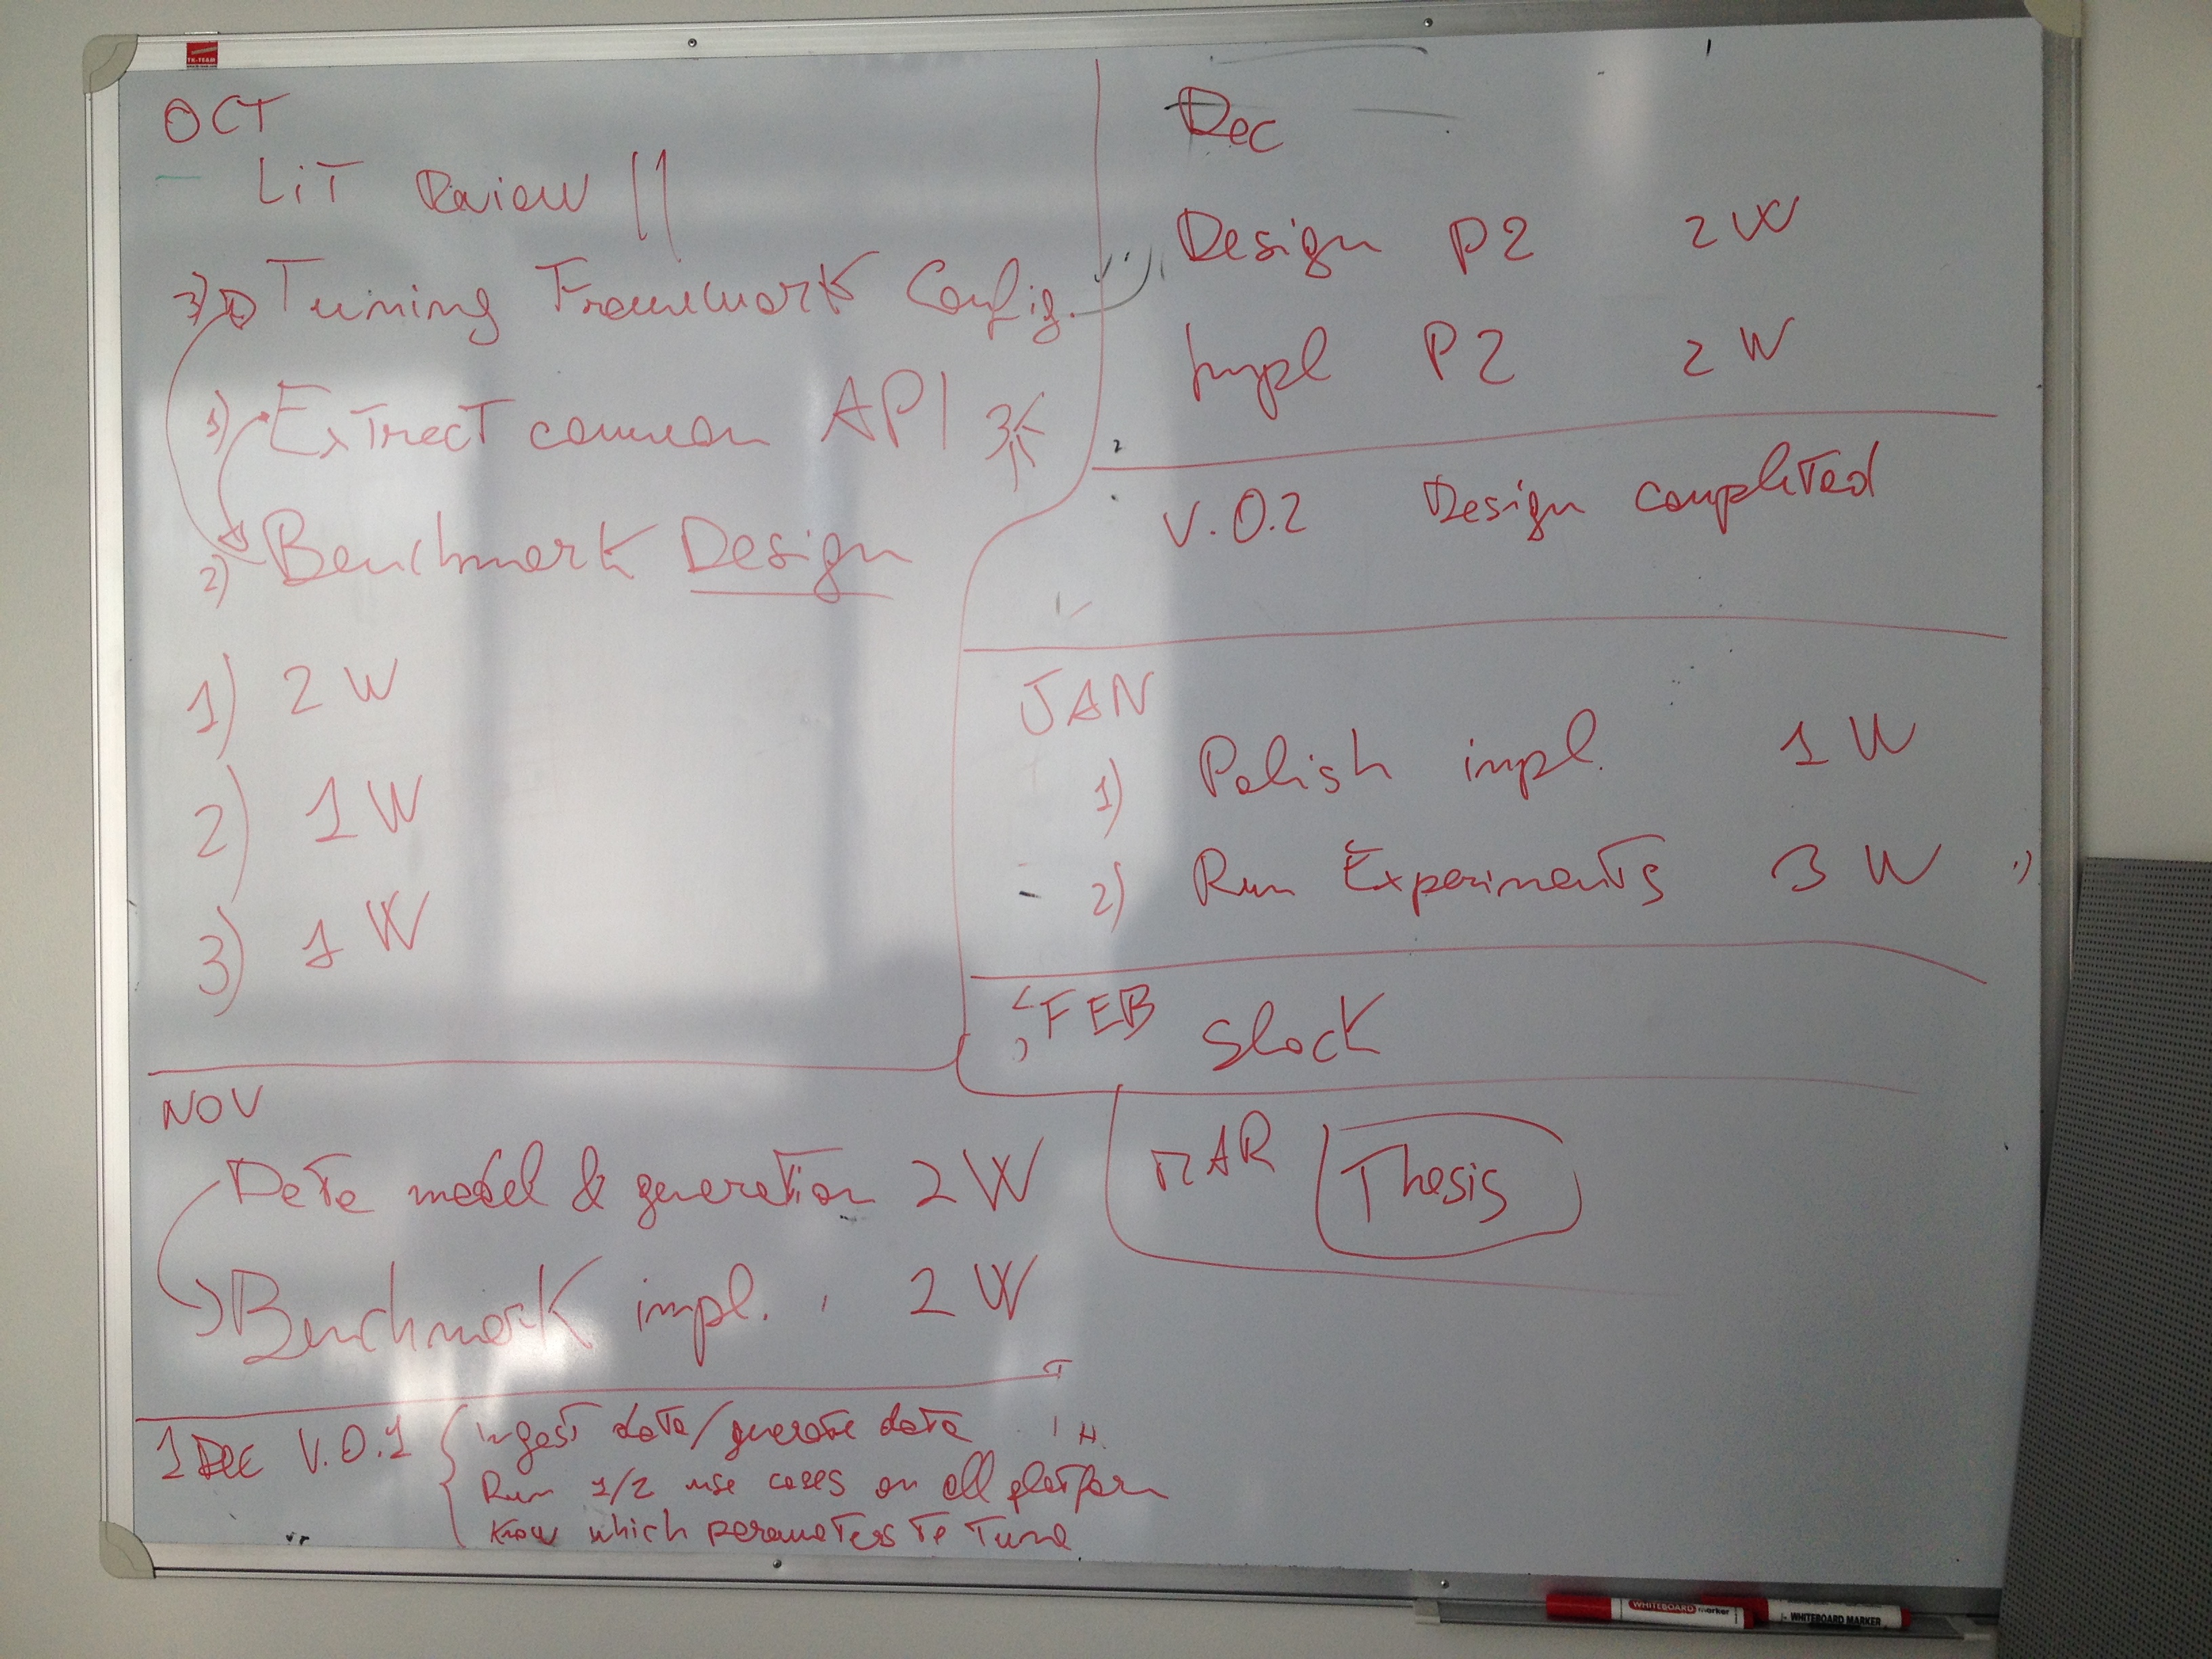 OCT
LiT Review !!
3) Tuning Framework Config.
1) Extract common API
2) Benchmark Design
1) 2 W
2) 1 W
3) 1 W
NOV
Data model & generation 2 W
Benchmark impl. 2 W
1 Dec V.0.1
Ingest data/generate data
Run 1/2 use cases on all platform
Know which parameters to Tune
Dec
Design P2 2 W
Impl P2 2 W
V.0.2 Design completed
JAN
1) Polish impl. 1 W
2) Run Experiments 3 W
FEB Slack
MAR Thesis
TK-TEAM
WHITEBOARD marker
WHITEBOARD MARKER